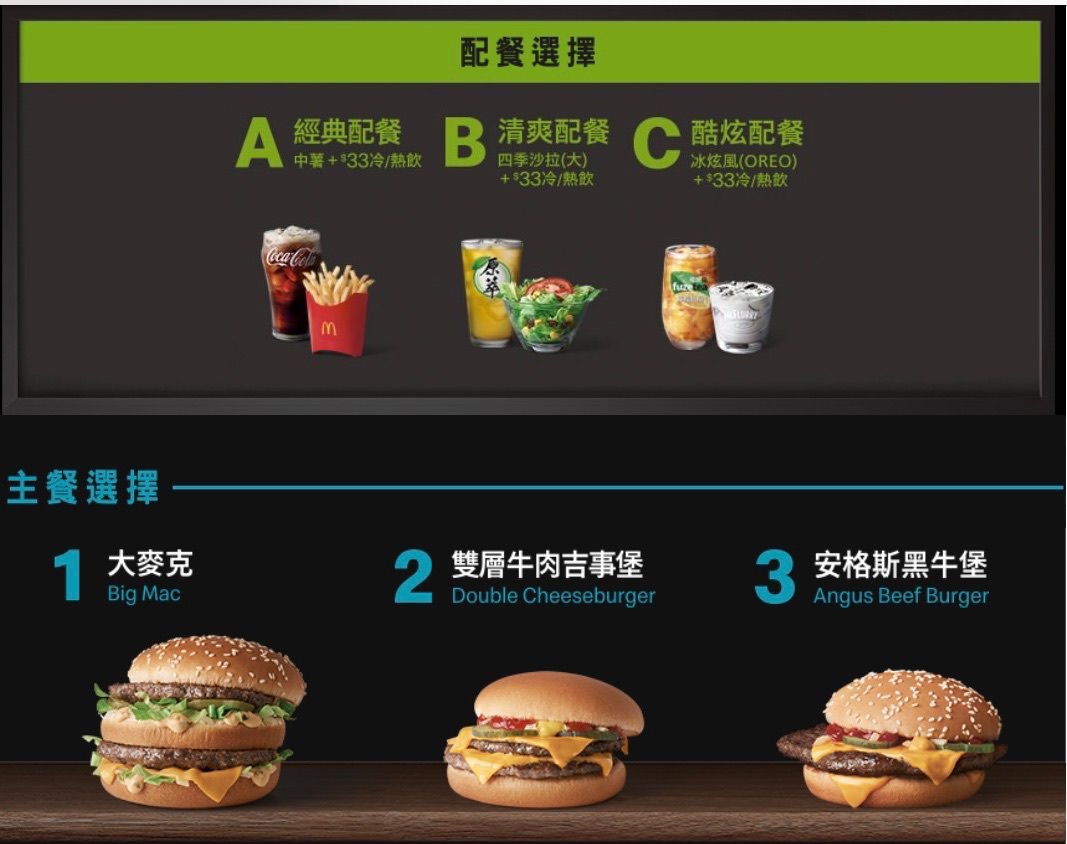 配餐選擇
A 經典配餐
中薯+$33冷/熱飲
B 清爽配餐
四季沙拉(大)
+$33冷/熱飲
C 酷炫配餐
冰炫風(OREO)
+$33冷/熱飲
Coca-Cola
原萃
fuze tea
McFLURRY
主餐選擇
1 大麥克
Big Mac
2 雙層牛肉吉事堡
Double Cheeseburger
3 安格斯黑牛堡
Angus Beef Burger